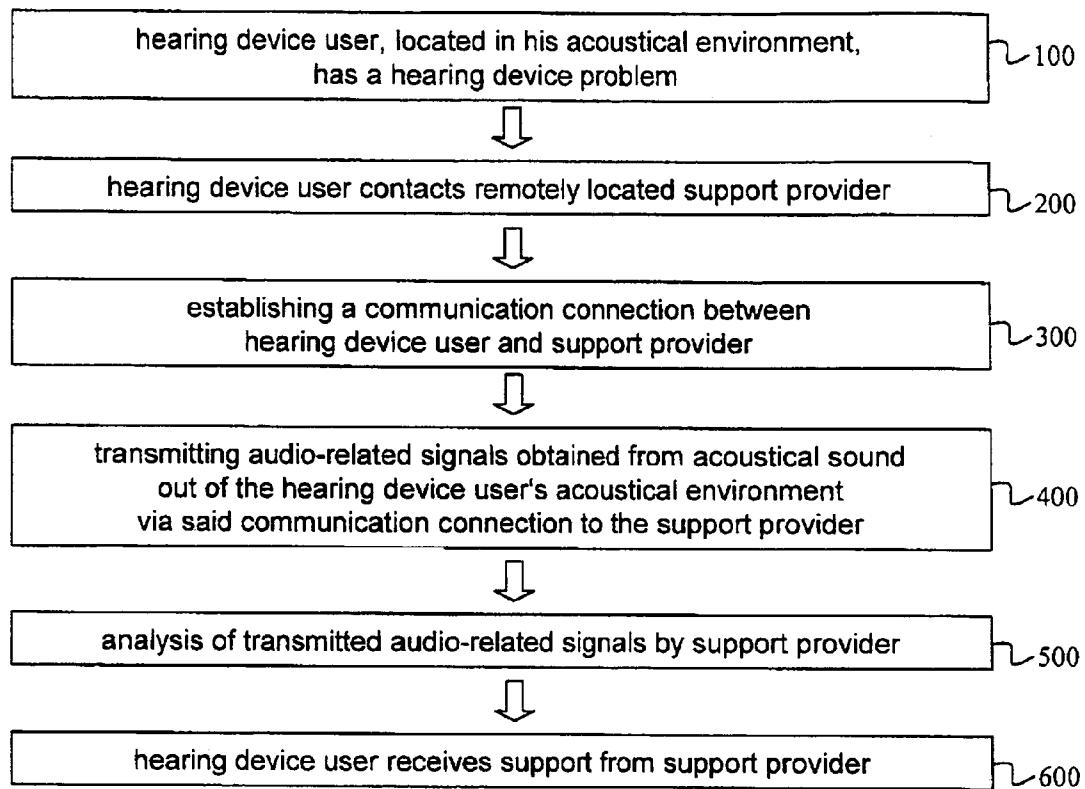 hearing device user, located in his acoustical environment,
has a hearing device problem
100
hearing device user contacts remotely located support provider
200
establishing a communication connection between
hearing device user and support provider
300
transmitting audio-related signals obtained from acoustical sound
out of the hearing device user's acoustical environment
via said communication connection to the support provider
400
analysis of transmitted audio-related signals by support provider
500
hearing device user receives support from support provider
600